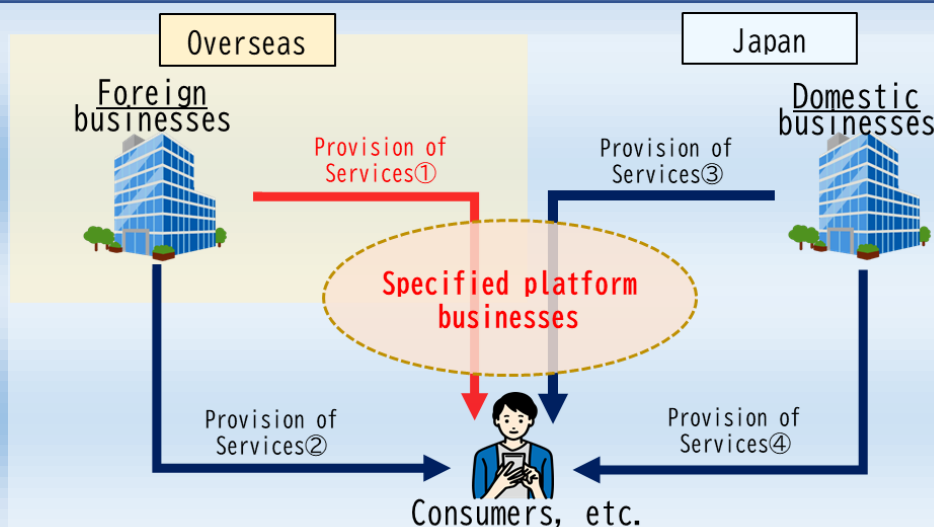 Overseas
Japan
Foreign
businesses
Domestic
businesses
Provision of
Services①
Provision of
Services③
Specified platform
businesses
Provision of
Services②
Provision of
Services④
Consumers, etc.